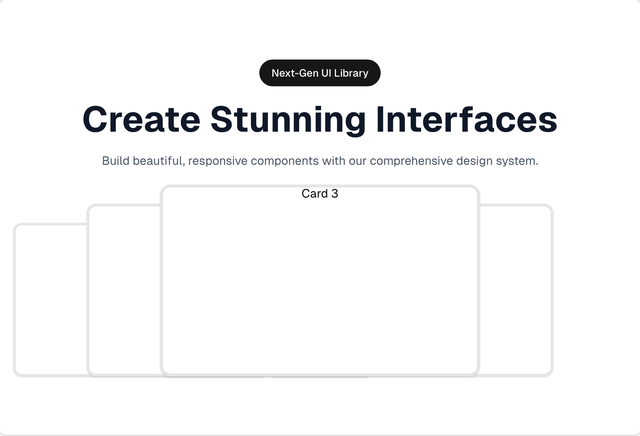 Next-Gen UI Library
Create Stunning Interfaces
Build beautiful, responsive components with our comprehensive design system.
Card 3